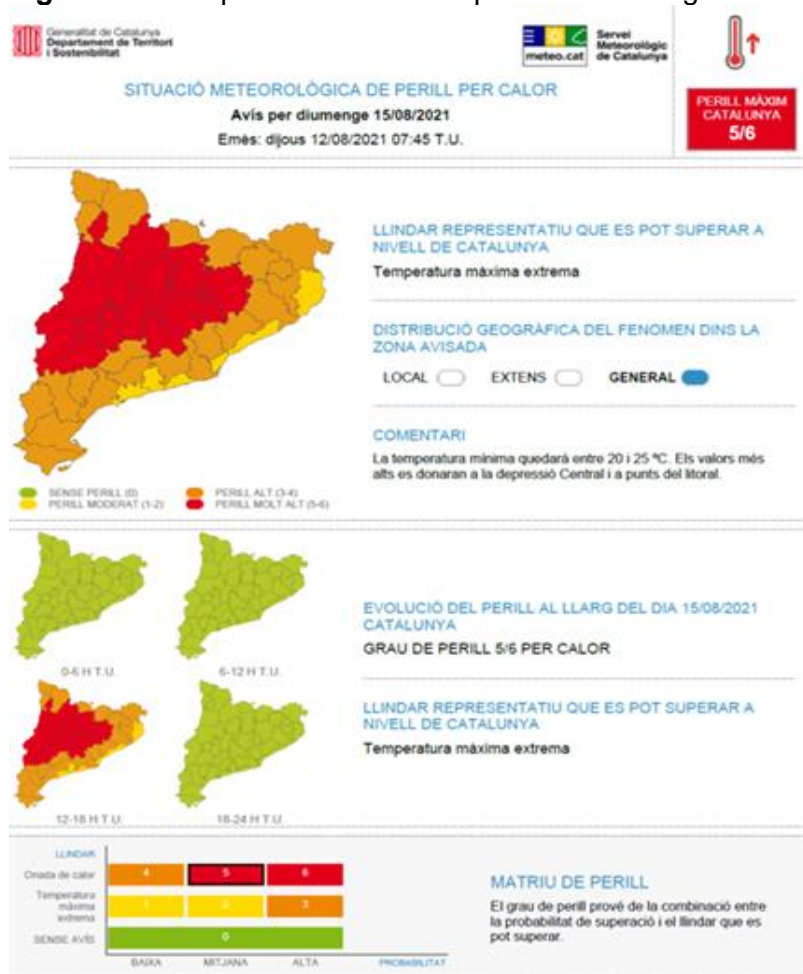 Generalitat de Catalunya
Departament de Territori
i Sostenibilitat
meteo.cat
Servei
Meteorològic
de Catalunya
SITUACIÓ METEOROLÒGICA DE PERILL PER CALOR
Avís per diumenge 15/08/2021
Emès: dijous 12/08/2021 07:45 T.U.
PERILL MÀXIM
CATALUNYA
5/6
LLINDAR REPRESENTATIU QUE ES POT SUPERAR A
NIVELL DE CATALUNYA
Temperatura màxima extrema
DISTRIBUCIÓ GEOGRÀFICA DEL FENOMEN DINS LA
ZONA AVISADA
LOCAL EXTENS GENERAL
COMENTARI
La temperatura mínima quedarà entre 20 i 25 ºC. Els valors més
alts es donaran a la depressió Central i a punts del litoral.
SENSE PERILL (0) PERILL ALT (3-4)
PERILL MODERAT (1-2) PERILL MOLT ALT (5-6)
0-6 H T.U. 6-12 H T.U.
12-18 H T.U. 18-24 H T.U.
EVOLUCIÓ DEL PERILL AL LLARG DEL DIA 15/08/2021
CATALUNYA
GRAU DE PERILL 5/6 PER CALOR
LLINDAR REPRESENTATIU QUE ES POT SUPERAR A
NIVELL DE CATALUNYA
Temperatura màxima extrema
LLINDAR
Onada de calor 4 5 6
Temperatura
màxima
extrema
1 2 3
SENSE AVÍS 0
BAIXA MITJANA ALTA PROBABILITAT
MATRIU DE PERILL
El grau de perill prové de la combinació entre
la probabilitat de superació i el llindar que es
pot superar.